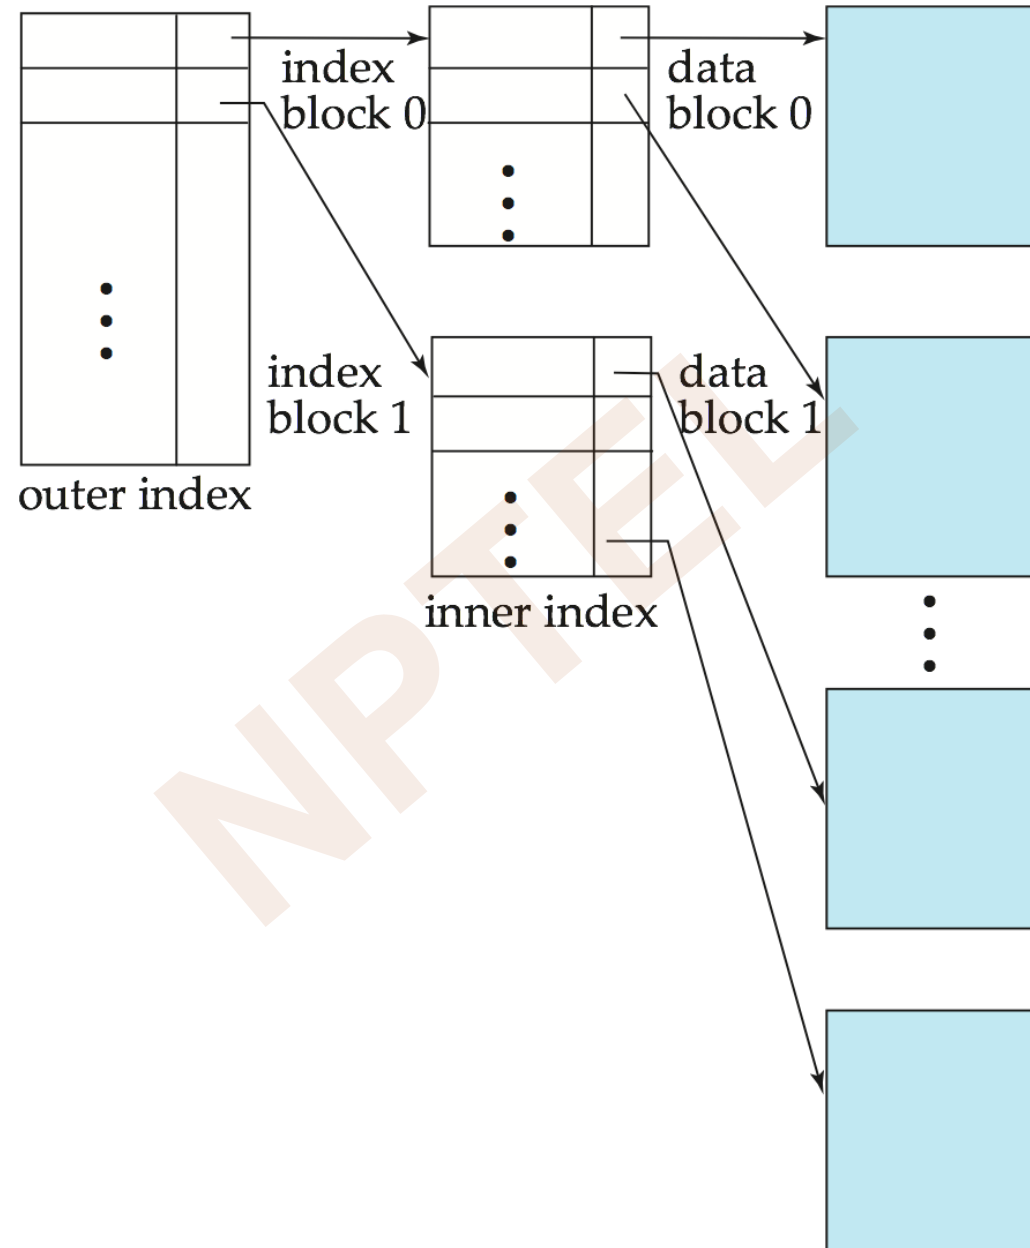 index
block 0
data
block 0
index
block 1
data
block 1
outer index
inner index
NPTEL